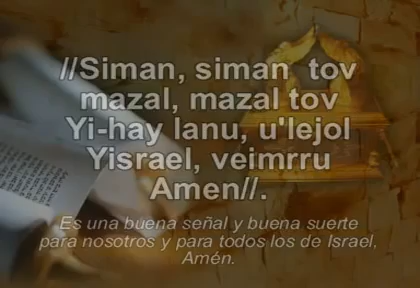 //Siman, siman tov
mazal, mazal tov
Yi-hay lanu, u'lejol
Yisrael, veimrru
Amen//.
Es una buena señal y buena suerte
para nosotros y para todos los de Israel,
Amén.